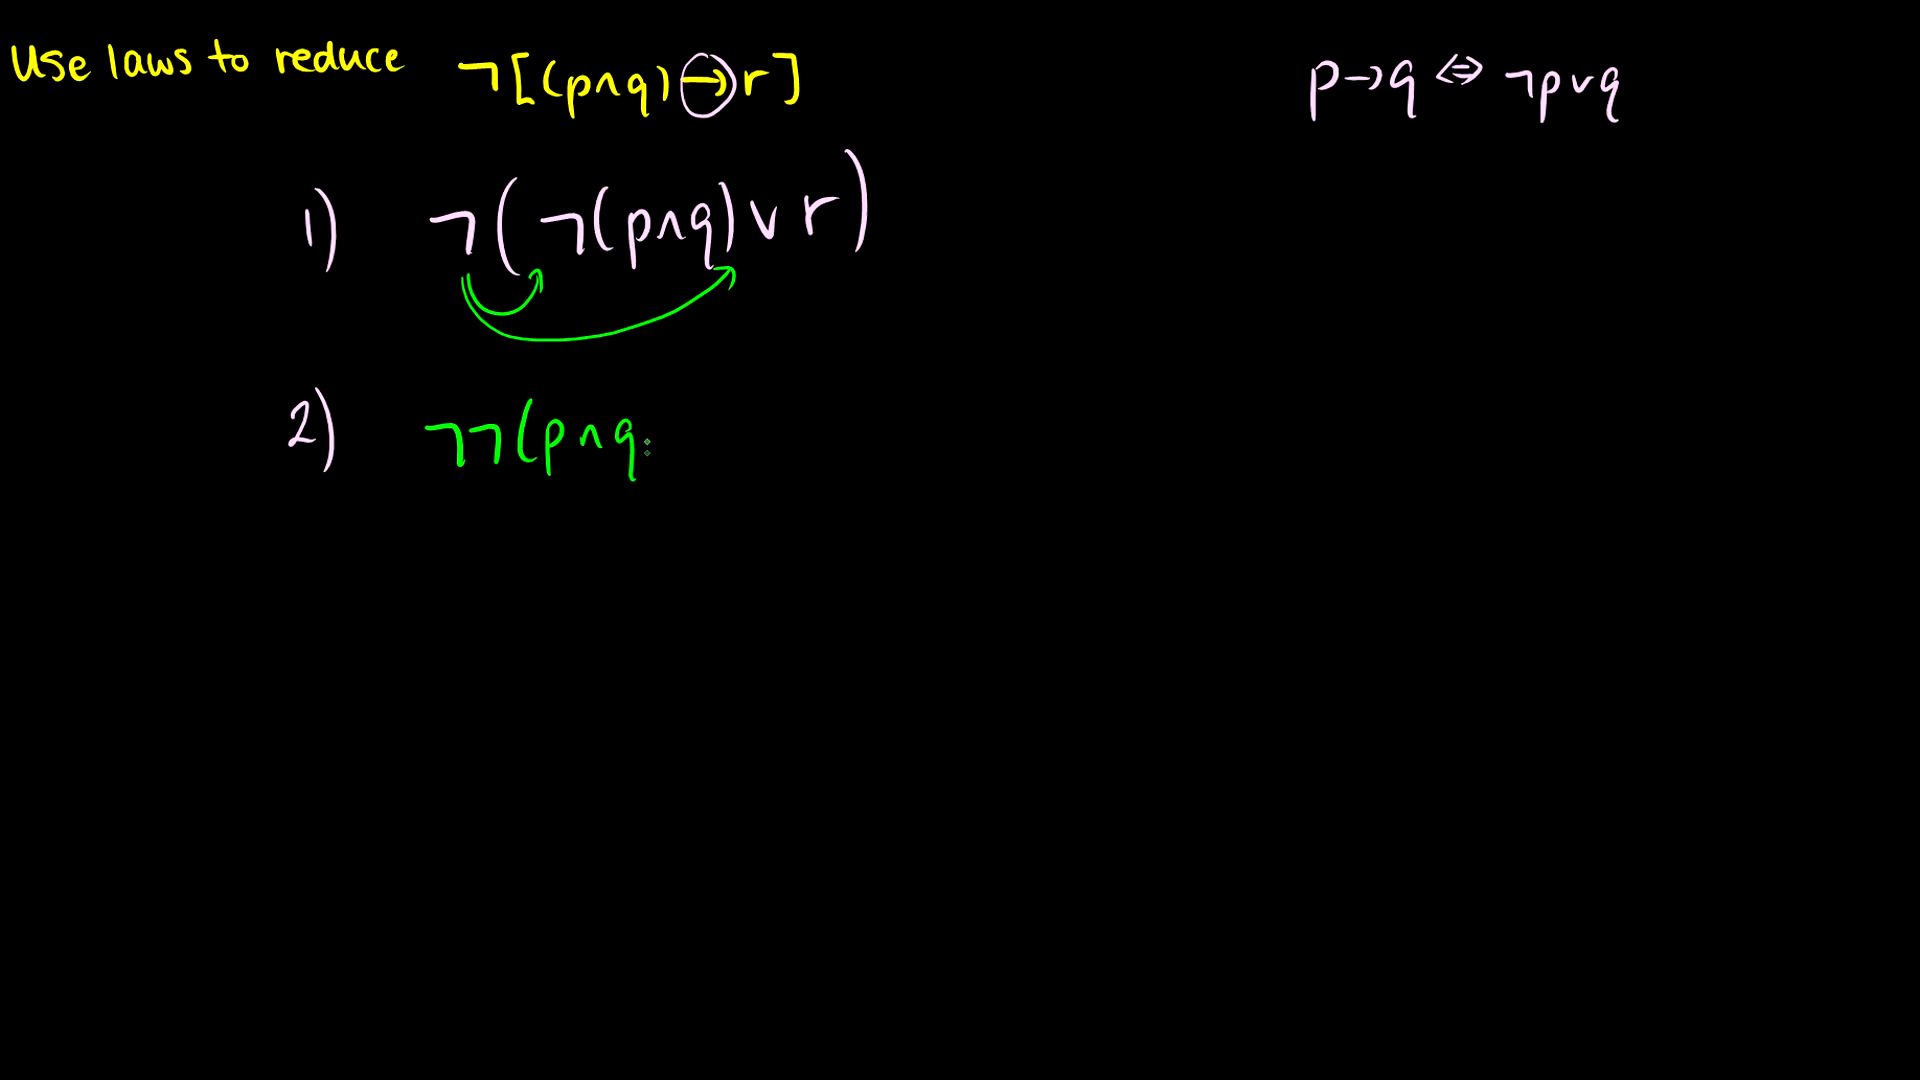 Use laws to reduce ¬[(p∧q)→r]
p→q ⇔ ¬p∨q
1) ¬(¬(p∧q)∨r)
2) ¬¬(p∧q